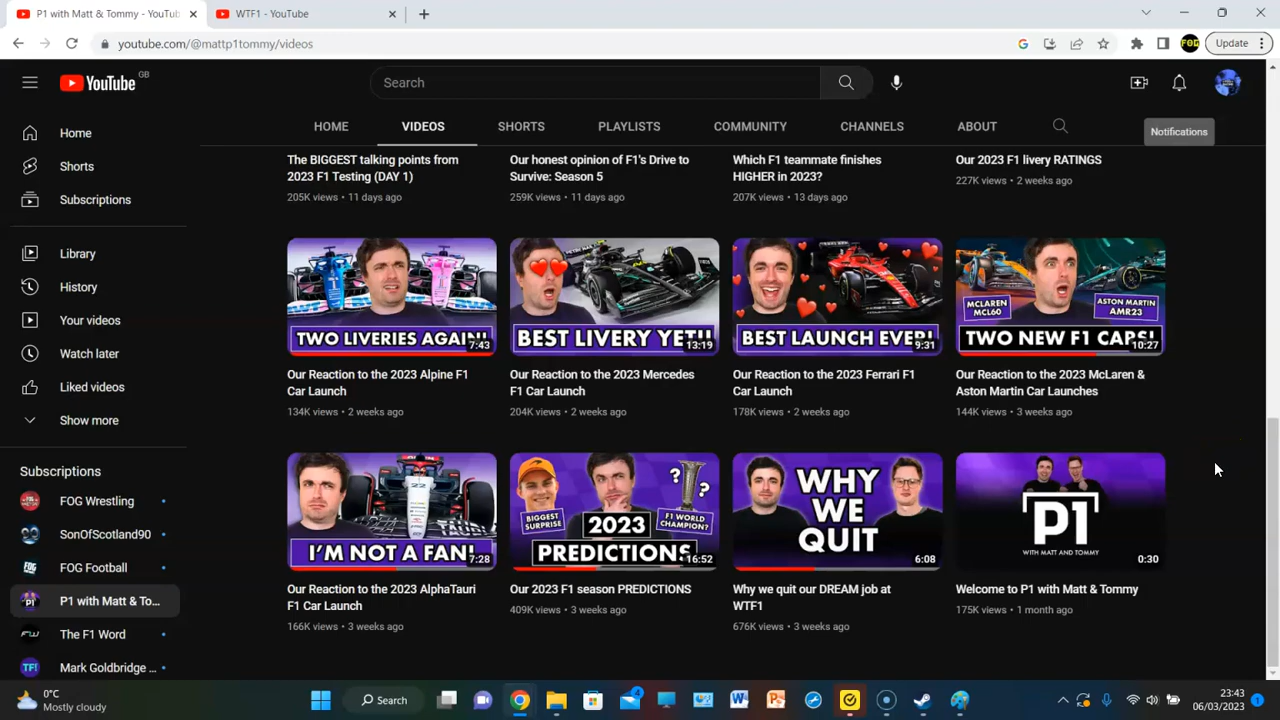 P1 with Matt & Tommy - YouTub
WTF1 - YouTube
youtube.com/@mattp1tommy/videos
FOG
Update
YouTube GB
Search
HOME VIDEOS SHORTS PLAYLISTS COMMUNITY CHANNELS ABOUT
Notifications
Home
Shorts
Subscriptions
Library
History
Your videos
Watch later
Liked videos
Show more
Subscriptions
FOG Wrestling
SonOfScotland90
FOG Football
P1 with Matt & To...
The F1 Word
Mark Goldbridge ...
The BIGGEST talking points from
2023 F1 Testing (DAY 1)
205K views • 11 days ago
Our honest opinion of F1's Drive to
Survive: Season 5
259K views • 11 days ago
Which F1 teammate finishes
HIGHER in 2023?
207K views • 13 days ago
Our 2023 F1 livery RATINGS
227K views • 2 weeks ago
TWO LIVERIES AGAIN!
7:43
Our Reaction to the 2023 Alpine F1
Car Launch
134K views • 2 weeks ago
BEST LIVERY YET!
13:19
Our Reaction to the 2023 Mercedes
F1 Car Launch
204K views • 2 weeks ago
BEST LAUNCH EVER!
9:31
Our Reaction to the 2023 Ferrari F1
Car Launch
178K views • 2 weeks ago
MCLAREN
MCL60
ASTON MARTIN
AMR23
TWO NEW F1 CARS!
10:27
Our Reaction to the 2023 McLaren &
Aston Martin Car Launches
144K views • 3 weeks ago
I'M NOT A FAN!
7:28
Our Reaction to the 2023 AlphaTauri
F1 Car Launch
166K views • 3 weeks ago
BIGGEST
SURPRISE
? ?
F1 WORLD
CHAMPION?
2023
PREDICTIONS
16:52
Our 2023 F1 season PREDICTIONS
409K views • 3 weeks ago
WHY
WE
QUIT
6:08
Why we quit our DREAM job at
WTF1
676K views • 3 weeks ago
P1
WITH MATT AND TOMMY
0:30
Welcome to P1 with Matt & Tommy
175K views • 1 month ago
0°C
Mostly cloudy
Search
4
23:43
06/03/2023
1